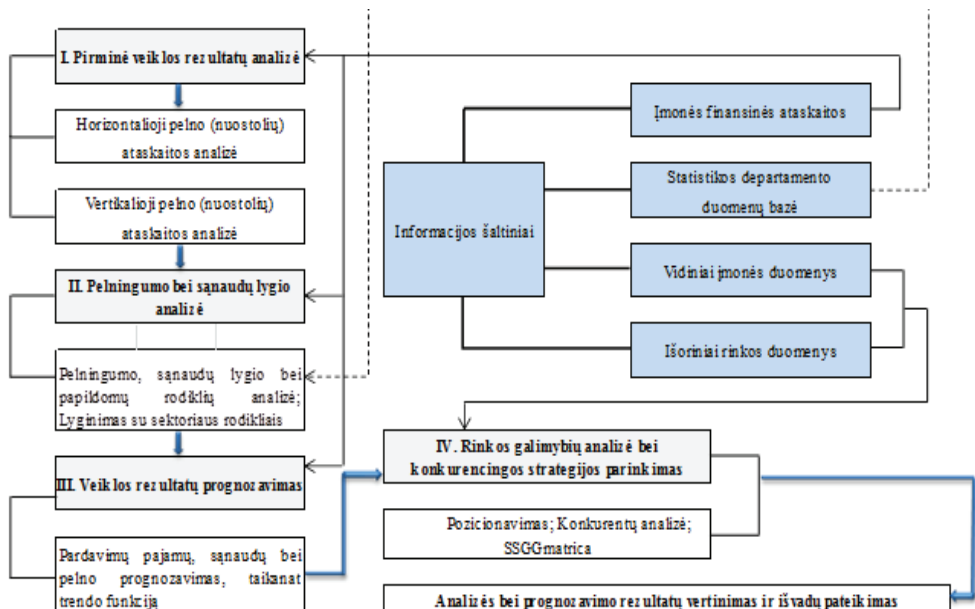 I. Pirminė veiklos rezultatų analizė
Horizontalioji pelno (nuostolių)
ataskaitos analizė
Vertikalioji pelno (nuostolių)
ataskaitos analizė
II. Pelningumo bei sąnaudų lygio
analizė
Pelningumo, sąnaudų lygio bei
papildomų rodiklių analizė;
Lyginimas su sektoriaus rodikliais
III. Veiklos rezultatų prognozavimas
Pardavimų pajamų, sąnaudų bei
pelno prognozavimas, taikanat
trendo funkciją
Informacijos šaltiniai
Įmonės finansinės ataskaitos
Statistikos departamento
duomenų bazė
Vidiniai įmonės duomenys
Išoriniai rinkos duomenys
IV. Rinkos galimybių analizė bei
konkurencingos strategijos parinkimas
Pozicionavimas; Konkurentų analizė;
SSGGmatrica
Analizės bei prognozavimo rezultatų vertinimas ir išvadų pateikimas